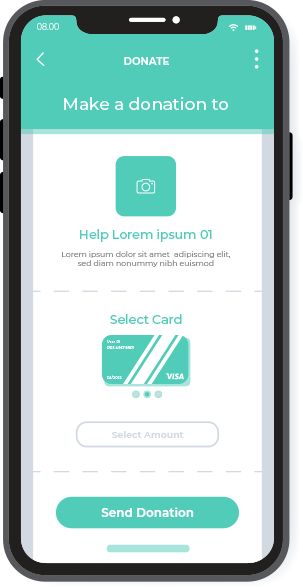 08.00
DONATE
Make a donation to
Help Lorem ipsum 01
Lorem ipsum dolor sit amet adipiscing elit,
sed diam nonummy nibh euismod
Select Card
VISA
Select Amount
Send Donation